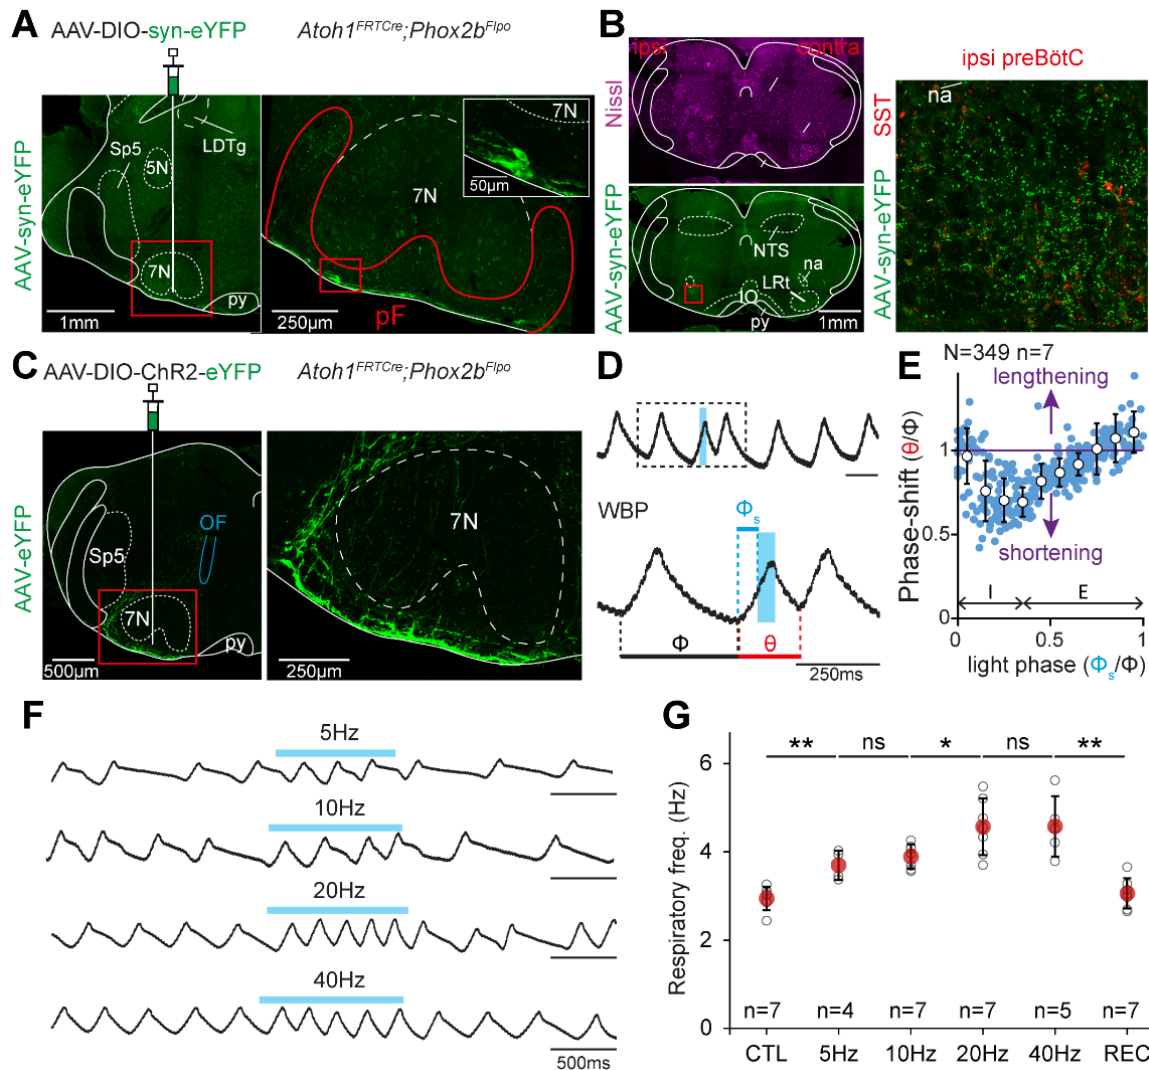 A
AAV-DIO-syn-eYFP
Atoh1FRTCre;Phox2bFlpo
AAV-syn-eYFP
LDTg
Sp5
5N
7N
py
1mm
7N
7N
50µm
250µm
pF
B
ipsi
contra
Nissl
AAV-syn-eYFP
NTS
na
LRt
IO
py
1mm
ipsi preBötC
na
SST
AAV-syn-eYFP
C
AAV-DIO-ChR2-eYFP
Atoh1FRTCre;Phox2bFlpo
AAV-eYFP
OF
Sp5
7N
py
500µm
7N
250µm
D
WBP
Φs
Φ
θ
250ms
E
N=349 n=7
lengthening
shortening
Phase-shift (θ/Φ)
1
0.5
0
I
E
0
0.5
1
light phase (Φs/Φ)
F
5Hz
10Hz
20Hz
40Hz
500ms
G
** ns * ns **
Respiratory freq. (Hz)
6
4
2
0
n=7 n=4 n=7 n=7 n=5 n=7
CTL 5Hz 10Hz 20Hz 40Hz REC